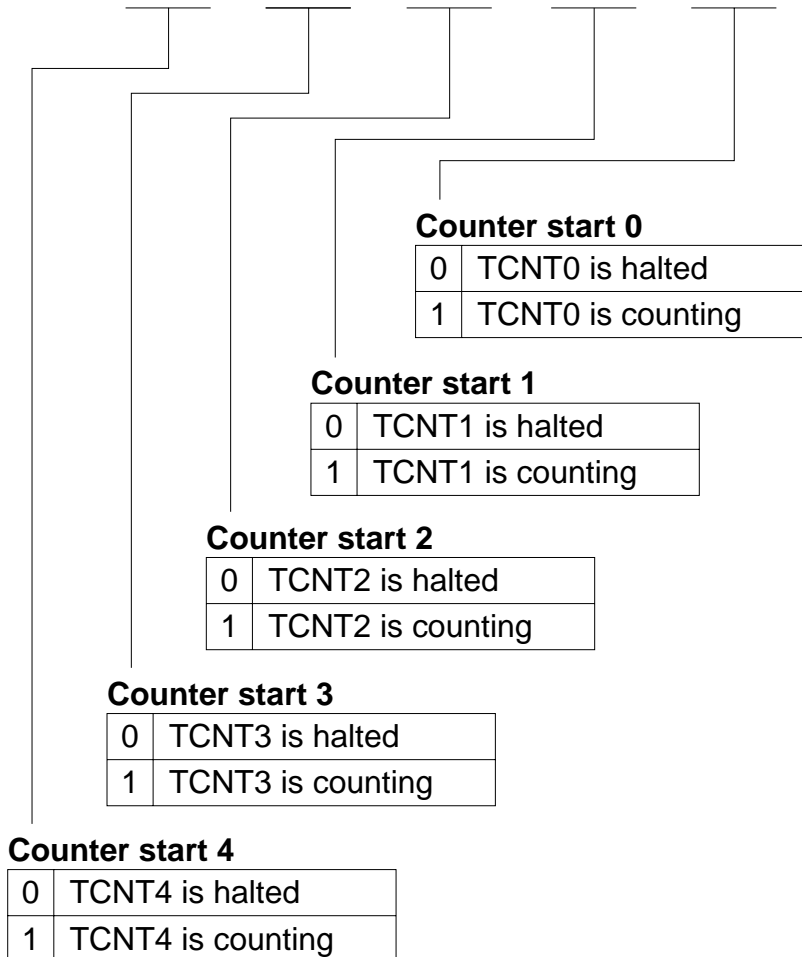 Counter start 0
0 TCNT0 is halted
1 TCNT0 is counting
Counter start 1
0 TCNT1 is halted
1 TCNT1 is counting
Counter start 2
0 TCNT2 is halted
1 TCNT2 is counting
Counter start 3
0 TCNT3 is halted
1 TCNT3 is counting
Counter start 4
0 TCNT4 is halted
1 TCNT4 is counting